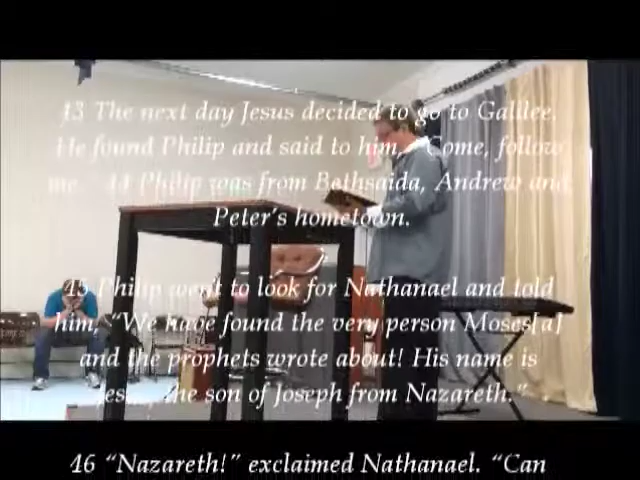 43 The next day Jesus decided to go to Galilee.
He found Philip and said to him, "Come, follow
me." 44 Philip was from Bethsaida, Andrew and
Peter's hometown.
45 Philip went to look for Nathanael and told
him, "We have found the very person Moses[a]
and the prophets wrote about! His name is
Jesus, the son of Joseph from Nazareth."
46 "Nazareth!" exclaimed Nathanael. "Can